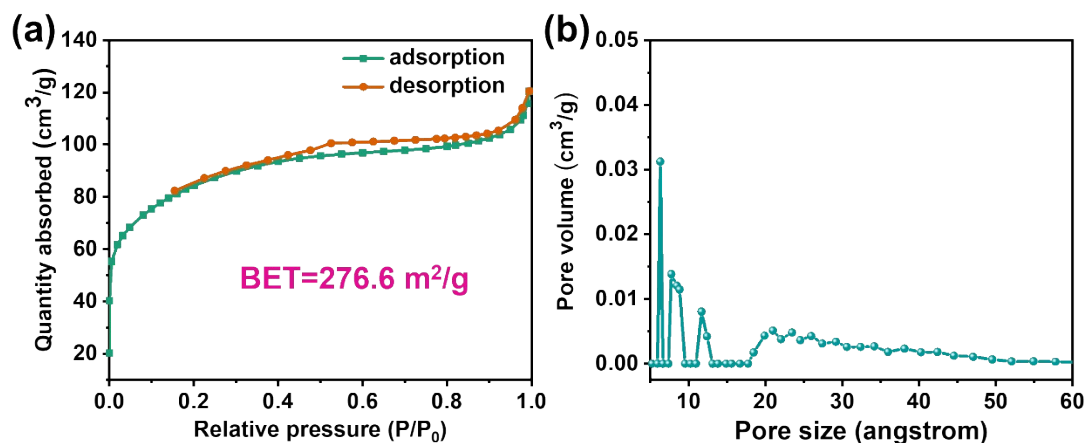 (a)
Quantity absorbed (cm³/g)
140
120
100
80
60
40
20
adsorption
desorption
BET=276.6 m²/g
0.0 0.2 0.4 0.6 0.8 1.0
Relative pressure (P/P₀)
(b)
Pore volume (cm³/g)
0.05
0.04
0.03
0.02
0.01
0.00
10 20 30 40 50 60
Pore size (angstrom)